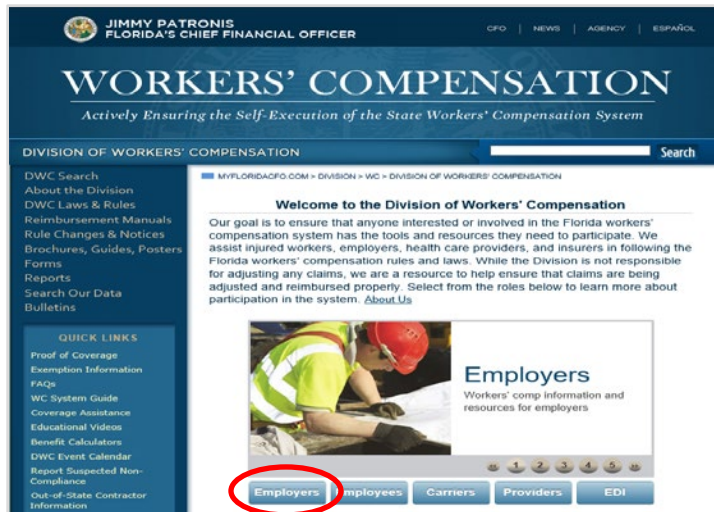 JIMMY PATRONIS
FLORIDA'S CHIEF FINANCIAL OFFICER
CFO | NEWS | AGENCY | ESPAÑOL
WORKERS' COMPENSATION
Actively Ensuring the Self-Execution of the State Workers' Compensation System
DIVISION OF WORKERS' COMPENSATION
Search
DWC Search
About the Division
DWC Laws & Rules
Reimbursement Manuals
Rule Changes & Notices
Brochures, Guides, Posters
Forms
Reports
Search Our Data
Bulletins
QUICK LINKS
Proof of Coverage
Exemption Information
FAQs
WC System Guide
Coverage Assistance
Educational Videos
Benefit Calculators
DWC Event Calendar
Report Suspected Non-
Compliance
Out-of-State Contractor
Information
MYFLORIDACFO.COM > DIVISION > WC > DIVISION OF WORKERS' COMPENSATION
Welcome to the Division of Workers' Compensation
Our goal is to ensure that anyone interested or involved in the Florida workers'
compensation system has the tools and resources they need to participate. We
assist injured workers, employers, health care providers, and insurers in following the
Florida workers' compensation rules and laws. While the Division is not responsible
for adjusting any claims, we are a resource to help ensure that claims are being
adjusted and reimbursed properly. Select from the roles below to learn more about
participation in the system. About Us
Employers
Workers' comp information and
resources for employers
« 1 2 3 4 5 »
Employers Employees Carriers Providers EDI